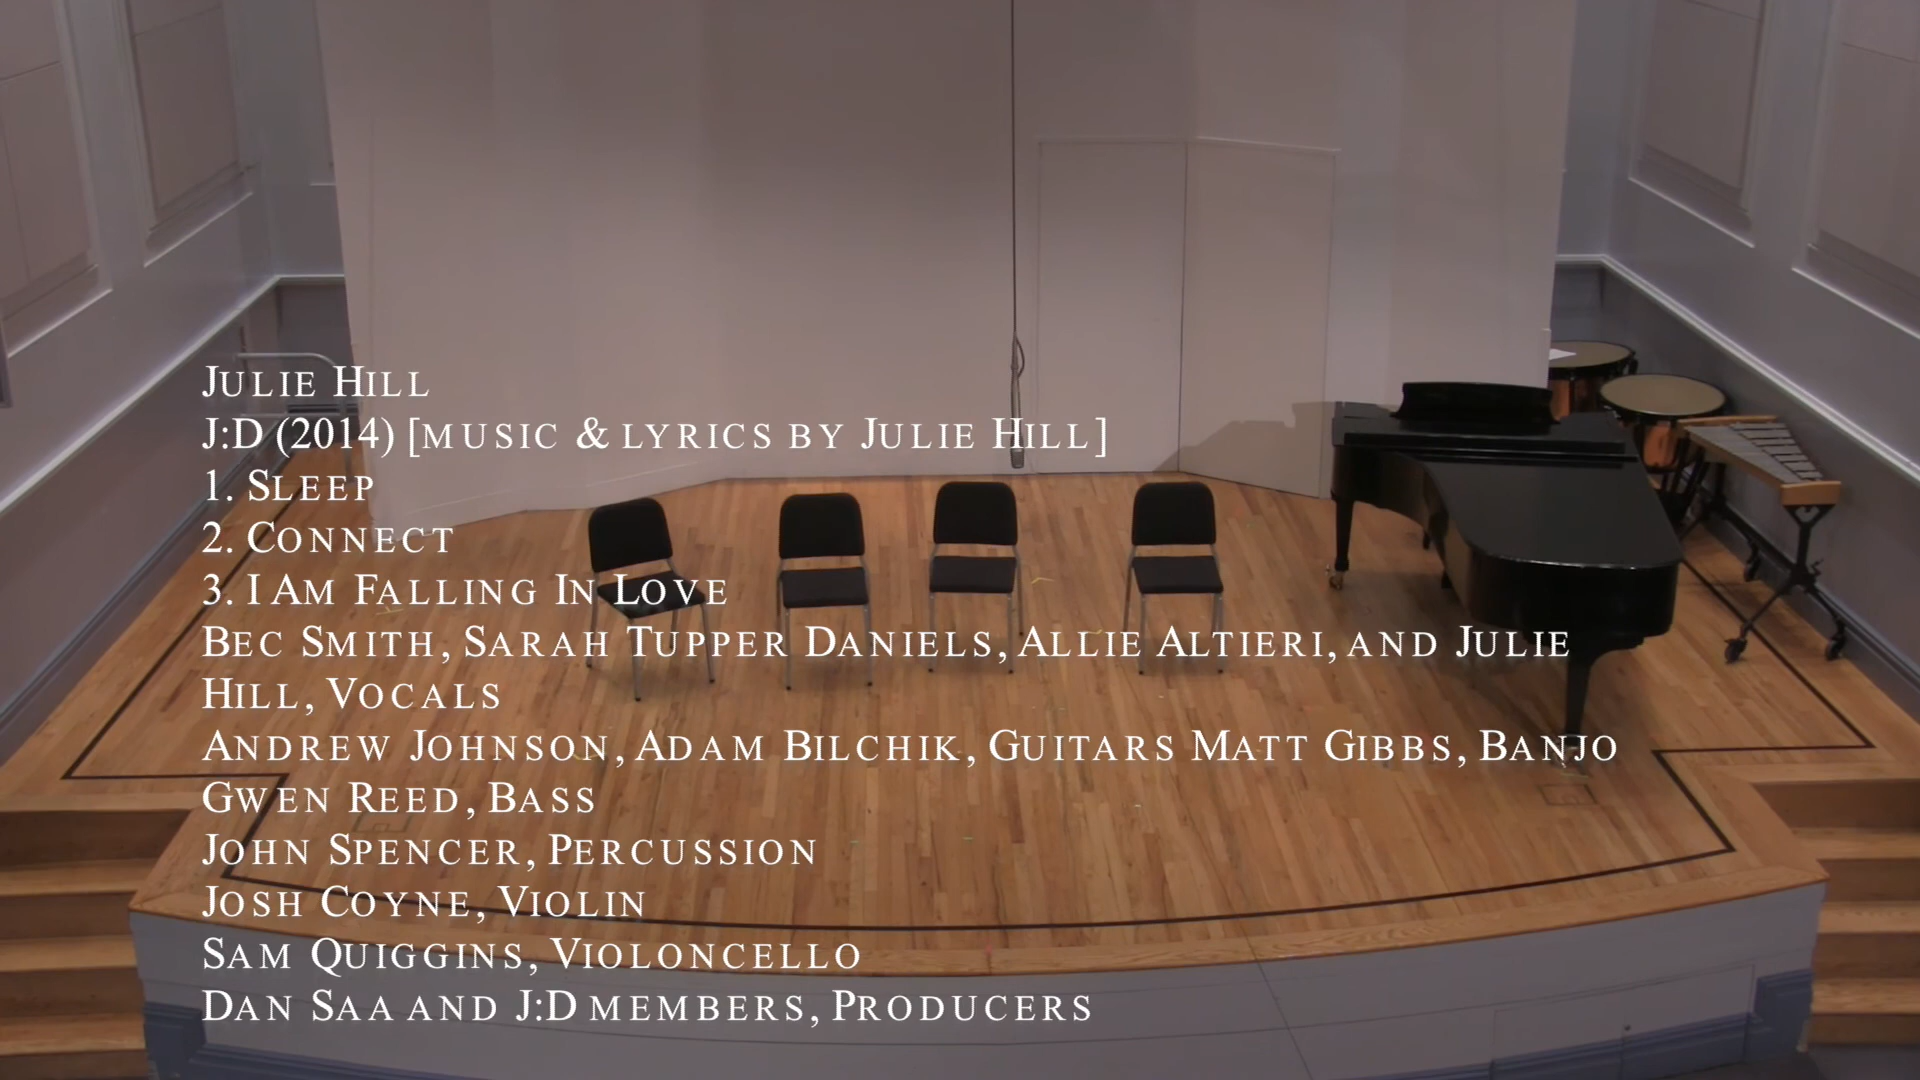 Julie Hill
J:D (2014) [music & lyrics by Julie Hill]
1. Sleep
2. Connect
3. I Am Falling In Love
Bec Smith, Sarah Tupper Daniels, Allie Altieri, and Julie
Hill, Vocals
Andrew Johnson, Adam Bilchik, Guitars Matt Gibbs, Banjo
Gwen Reed, Bass
John Spencer, Percussion
Josh Coyne, Violin
Sam Quiggins, Violoncello
Dan Saa and J:D members, Producers